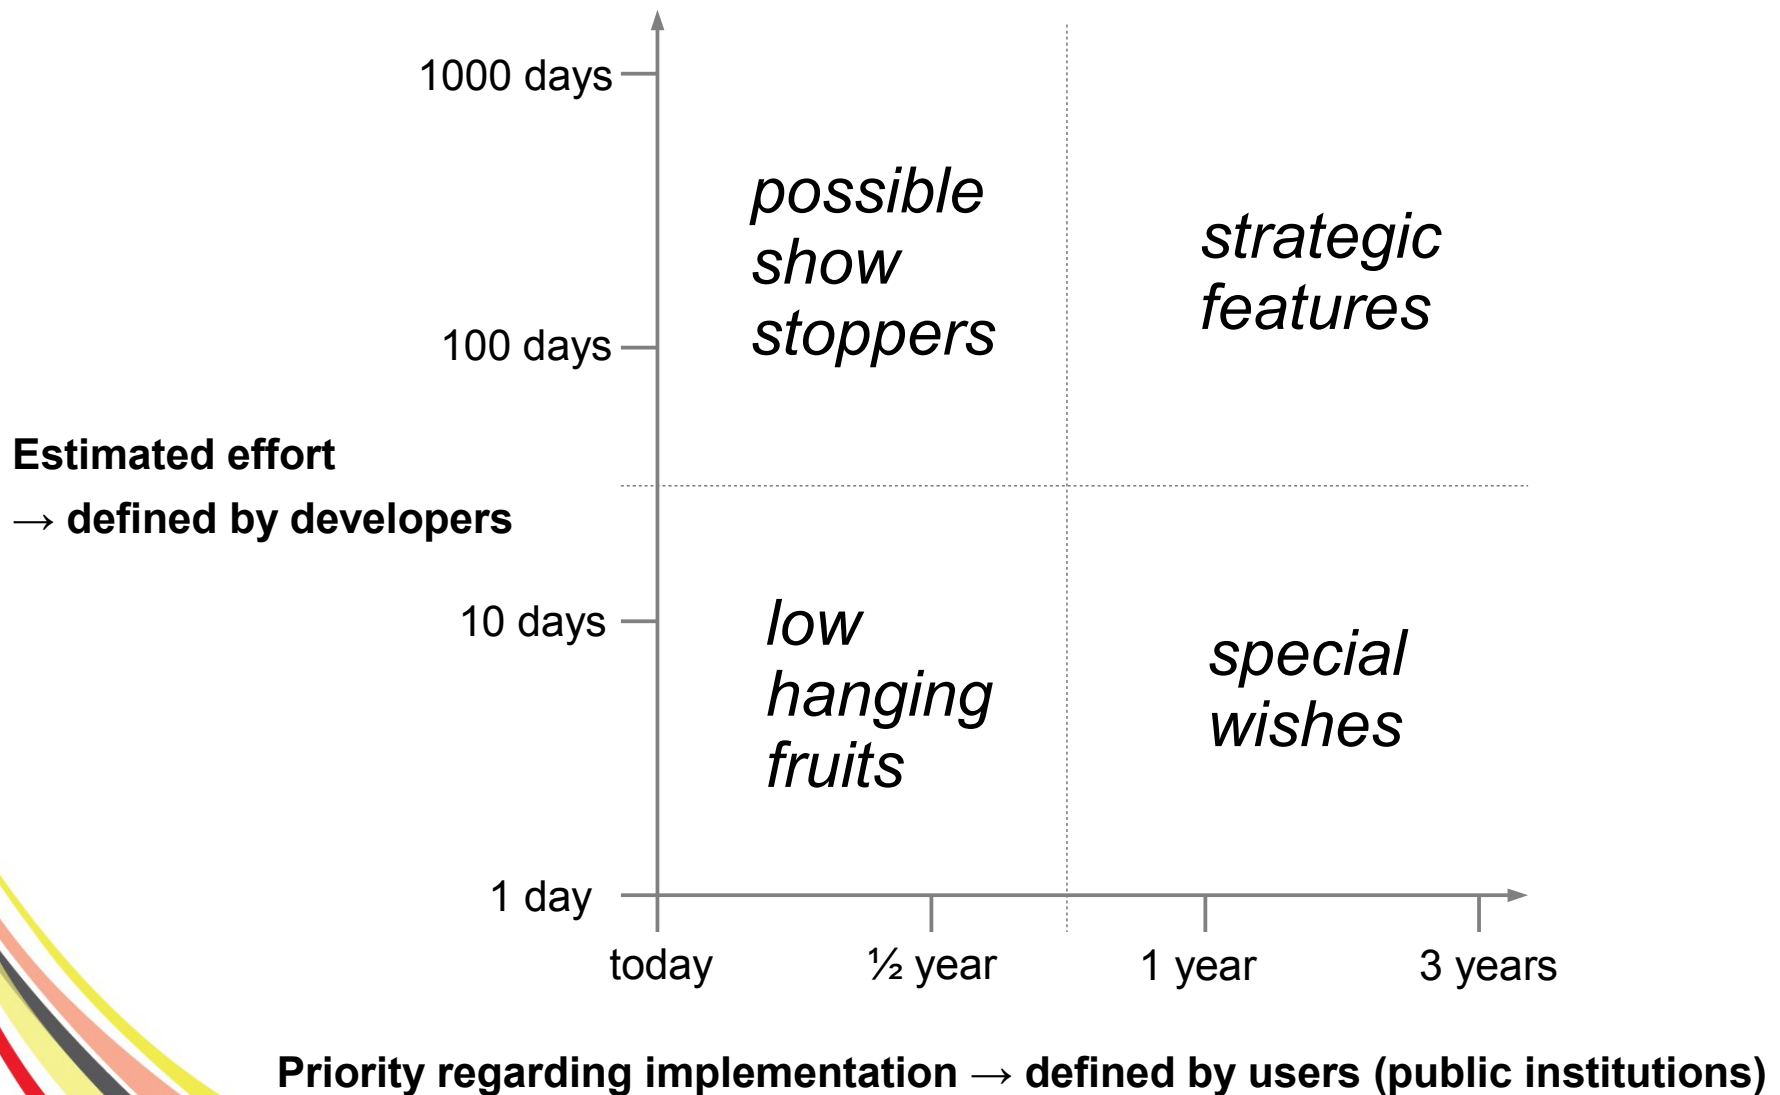 1000 days
possible
show
stoppers
strategic
features
100 days
Estimated effort
→ defined by developers
10 days
low
hanging
fruits
special
wishes
1 day
today
½ year
1 year
3 years
Priority regarding implementation → defined by users (public institutions)